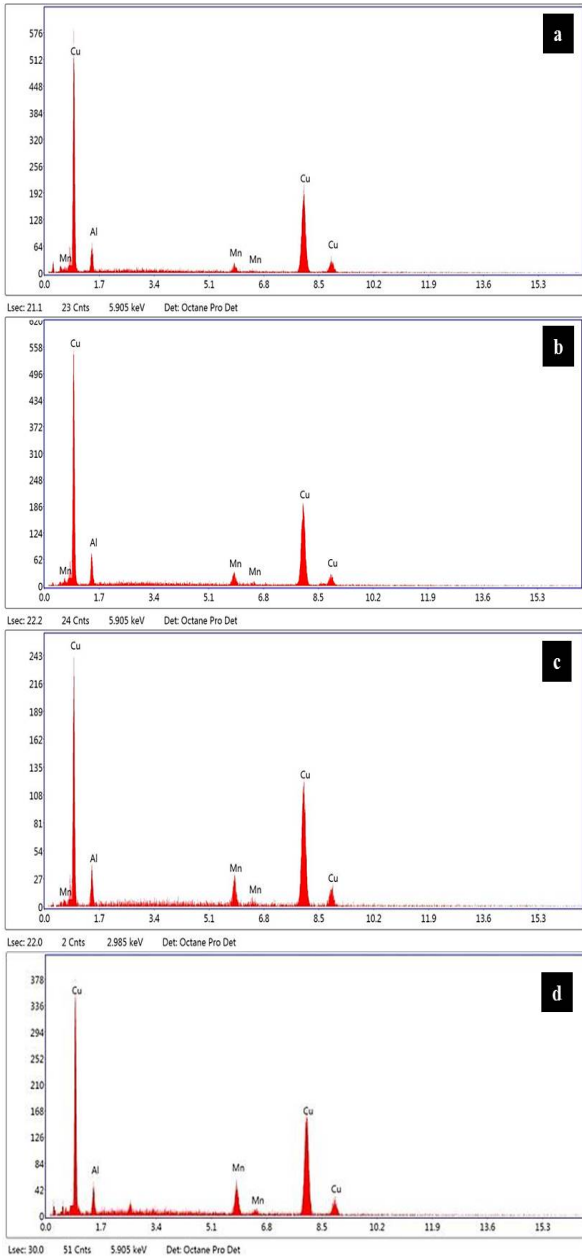 a
576
Cu
512
448
384
320
256
192
Cu
128
64
Al
Mn
Mn
Mn
Cu
0
0.0 1.7 3.4 5.1 6.8 8.5 10.2 11.9 13.6 15.3
Lsec: 21.1 23 Cnts 5.905 keV Det: Octane Pro Det
620
b
558
Cu
496
434
372
310
248
186
Cu
124
62
Al
Mn
Mn
Mn
Cu
0
0.0 1.7 3.4 5.1 6.8 8.5 10.2 11.9 13.6 15.3
Lsec: 22.2 24 Cnts 5.905 keV Det: Octane Pro Det
c
243
Cu
216
189
162
135
Cu
108
81
54
27
Al
Mn
Mn
Mn
Cu
0
0.0 1.7 3.4 5.1 6.8 8.5 10.2 11.9 13.6 15.3
Lsec: 22.0 2 Cnts 2.985 keV Det: Octane Pro Det
d
378
Cu
336
294
252
210
168
Cu
126
84
42
Al
Mn
Mn
Cu
0.0
0.0 1.7 3.4 5.1 6.8 8.5 10.2 11.9 13.6 15.3
Lsec: 30.0 51 Cnts 5.905 keV Det: Octane Pro Det